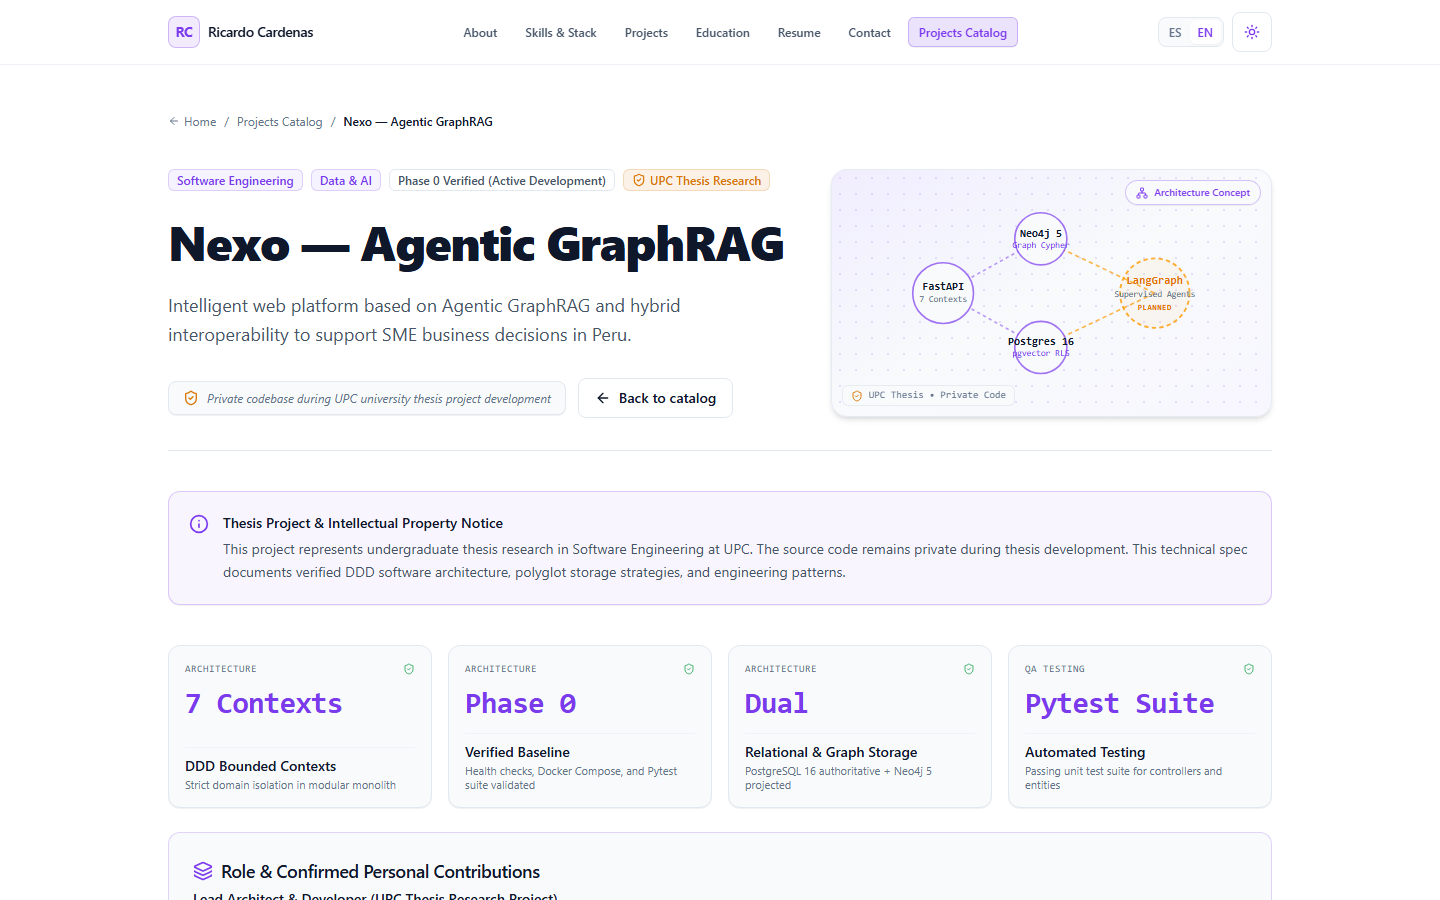 RC Ricardo Cardenas About Skills & Stack Projects Education Resume Contact Projects Catalog ES EN
← Home / Projects Catalog / Nexo — Agentic GraphRAG
Software Engineering Data & AI Phase 0 Verified (Active Development) UPC Thesis Research
Nexo — Agentic GraphRAG
Intelligent web platform based on Agentic GraphRAG and hybrid
interoperability to support SME business decisions in Peru.
Private codebase during UPC university thesis project development
← Back to catalog
Architecture Concept
Neo4j 5
Graph Cypher
FastAPI
7 Contexts
LangGraph
Supervised Agents
PLANNED
Postgres 16
pgvector RLS
UPC Thesis • Private Code
Thesis Project & Intellectual Property Notice
This project represents undergraduate thesis research in Software Engineering at UPC. The source code remains private during thesis development. This technical spec
documents verified DDD software architecture, polyglot storage strategies, and engineering patterns.
ARCHITECTURE
7 Contexts
DDD Bounded Contexts
Strict domain isolation in modular monolith
ARCHITECTURE
Phase 0
Verified Baseline
Health checks, Docker Compose, and Pytest
suite validated
ARCHITECTURE
Dual
Relational & Graph Storage
PostgreSQL 16 authoritative + Neo4j 5
projected
QA TESTING
Pytest Suite
Automated Testing
Passing unit test suite for controllers and
entities
Role & Confirmed Personal Contributions
Lead Architect & Developer (UPC Thesis Research Project)